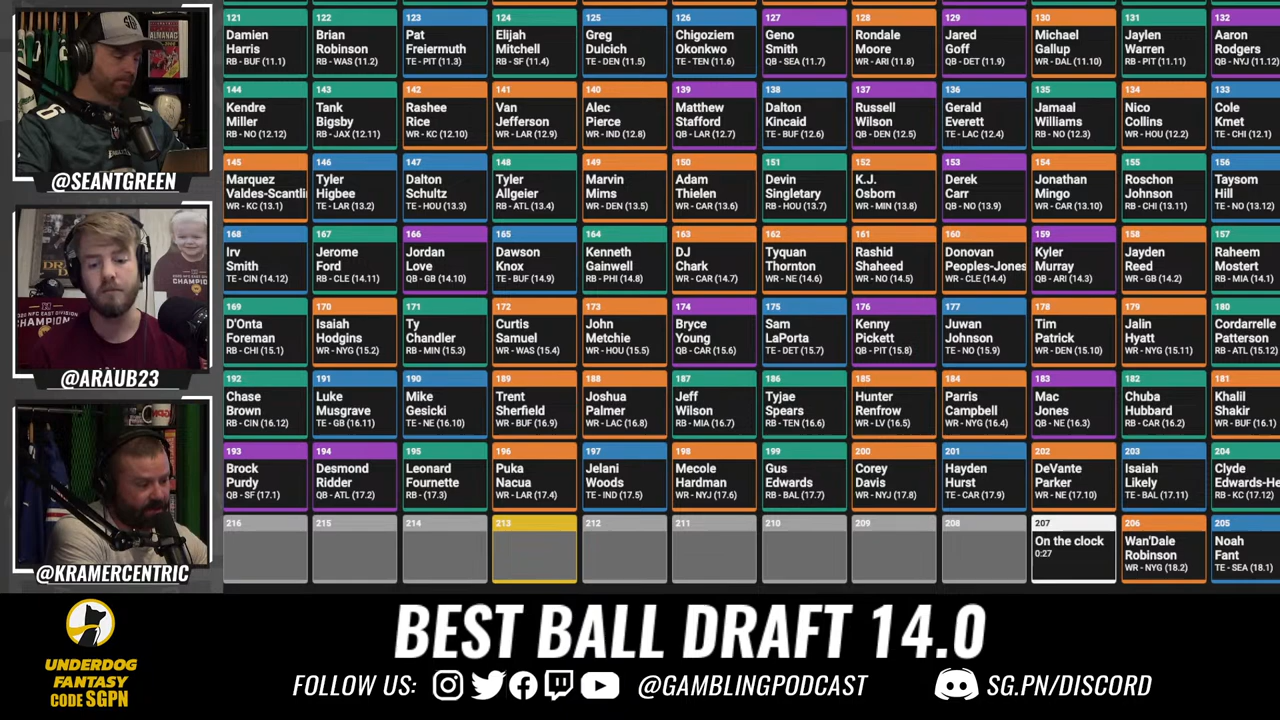 121 122 123 124 125 126 127 128 129 130 131 132
Damien Harris RB - BUF (11.1)
Brian Robinson RB - WAS (11.2)
Pat Freiermuth TE - PIT (11.3)
Elijah Mitchell RB - SF (11.4)
Greg Dulcich TE - DEN (11.5)
Chigoziem Okonkwo TE - TEN (11.6)
Geno Smith QB - SEA (11.7)
Rondale Moore WR - ARI (11.8)
Jared Goff QB - DET (11.9)
Michael Gallup WR - DAL (11.10)
Jaylen Warren RB - PIT (11.11)
Aaron Rodgers QB - NYJ (11.12)
144 143 142 141 140 139 138 137 136 135 134 133
Kendre Miller RB - NO (12.12)
Tank Bigsby RB - JAX (12.11)
Rashee Rice WR - KC (12.10)
Van Jefferson WR - LAR (12.9)
Alec Pierce WR - IND (12.8)
Matthew Stafford QB - LAR (12.7)
Dalton Kincaid TE - BUF (12.6)
Russell Wilson QB - DEN (12.5)
Gerald Everett TE - LAC (12.4)
Jamaal Williams RB - NO (12.3)
Nico Collins WR - HOU (12.2)
Cole Kmet TE - CHI (12.1)
145 146 147 148 149 150 151 152 153 154 155 156
Marquez Valdes-Scantli WR - KC (13.1)
Tyler Higbee TE - LAR (13.2)
Dalton Schultz TE - HOU (13.3)
Tyler Allgeier RB - ATL (13.4)
Marvin Mims WR - DEN (13.5)
Adam Thielen WR - CAR (13.6)
Devin Singletary RB - HOU (13.7)
K.J. Osborn WR - MIN (13.8)
Derek Carr QB - NO (13.9)
Jonathan Mingo WR - CAR (13.10)
Roschon Johnson RB - CHI (13.11)
Taysom Hill TE - NO (13.12)
168 167 166 165 164 163 162 161 160 159 158 157
Irv Smith TE - CIN (14.12)
Jerome Ford RB - CLE (14.11)
Jordan Love QB - GB (14.10)
Dawson Knox TE - BUF (14.9)
Kenneth Gainwell RB - PHI (14.8)
DJ Chark WR - CAR (14.7)
Tyquan Thornton WR - NE (14.6)
Rashid Shaheed WR - NO (14.5)
Donovan Peoples-Jones WR - CLE (14.4)
Kyler Murray QB - ARI (14.3)
Jayden Reed WR - GB (14.2)
Raheem Mostert RB - MIA (14.1)
169 170 171 172 173 174 175 176 177 178 179 180
D'Onta Foreman RB - CHI (15.1)
Isaiah Hodgins WR - NYG (15.2)
Ty Chandler RB - MIN (15.3)
Curtis Samuel WR - WAS (15.4)
John Metchie WR - HOU (15.5)
Bryce Young QB - CAR (15.6)
Sam LaPorta TE - DET (15.7)
Kenny Pickett QB - PIT (15.8)
Juwan Johnson TE - NO (15.9)
Tim Patrick WR - DEN (15.10)
Jalin Hyatt WR - NYG (15.11)
Cordarrelle Patterson RB - ATL (15.12)
192 191 190 189 188 187 186 185 184 183 182 181
Chase Brown RB - CIN (16.12)
Luke Musgrave TE - GB (16.11)
Mike Gesicki TE - NE (16.10)
Trent Sherfield WR - BUF (16.9)
Joshua Palmer WR - LAC (16.8)
Jeff Wilson RB - MIA (16.7)
Tyjae Spears RB - TEN (16.6)
Hunter Renfrow WR - LV (16.5)
Parris Campbell WR - NYG (16.4)
Mac Jones QB - NE (16.3)
Chuba Hubbard RB - CAR (16.2)
Khalil Shakir WR - BUF (16.1)
193 194 195 196 197 198 199 200 201 202 203 204
Brock Purdy QB - SF (17.1)
Desmond Ridder QB - ATL (17.2)
Leonard Fournette RB - (17.3)
Puka Nacua WR - LAR (17.4)
Jelani Woods TE - IND (17.5)
Mecole Hardman WR - NYJ (17.6)
Gus Edwards RB - BAL (17.7)
Corey Davis WR - NYJ (17.8)
Hayden Hurst TE - CAR (17.9)
DeVante Parker WR - NE (17.10)
Isaiah Likely TE - BAL (17.11)
Clyde Edwards-He RB - KC (17.12)
216 215 214 213 212 211 210 209 208 207 206 205
On the clock 0:27
Wan'Dale Robinson WR - NYG (18.2)
Noah Fant TE - SEA (18.1)
@SEANTGREEN
@ARAUB23
@KRAMERCENTRIC
UNDERDOG
FANTASY
CODE SGPN
BEST BALL DRAFT 14.0
FOLLOW US: @GAMBLINGPODCAST SG.PN/DISCORD